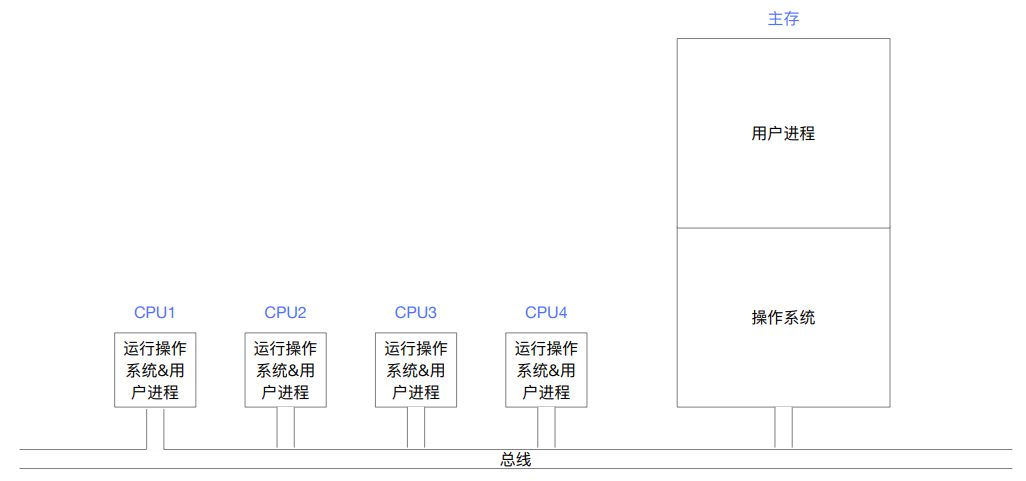 主存
用户进程
操作系统
CPU1
CPU2
CPU3
CPU4
运行操作
系统&用
户进程
运行操作
系统&用
户进程
运行操作
系统&用
户进程
运行操作
系统&用
户进程
总线